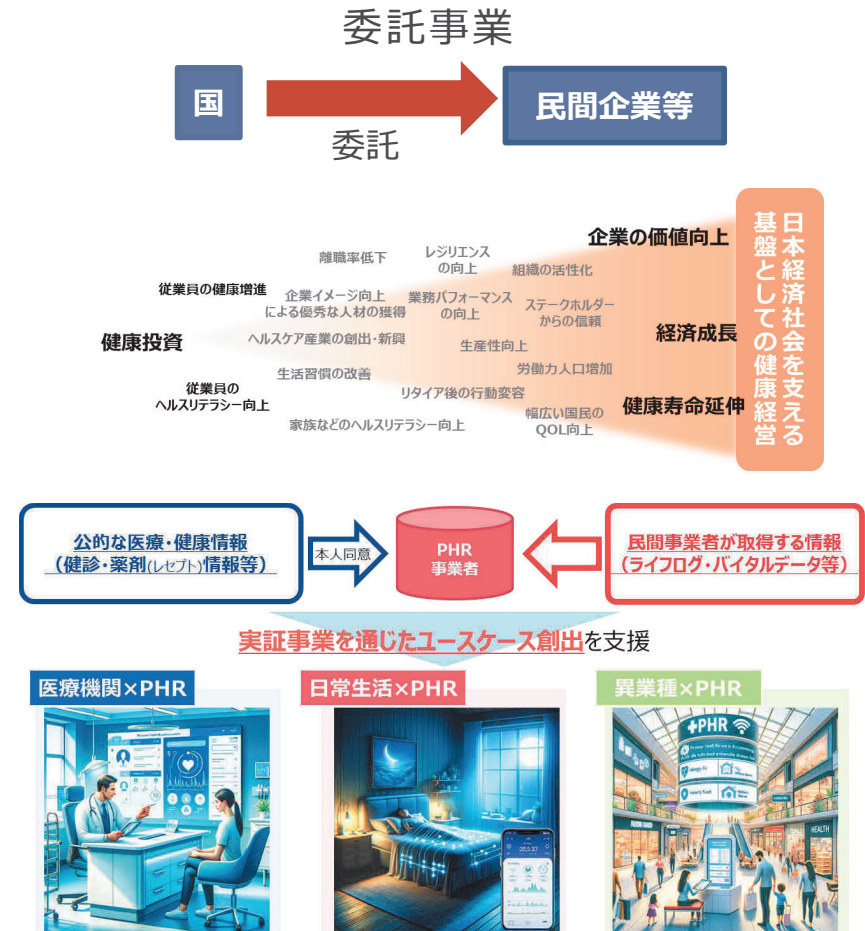 委託事業
国
民間企業等
委託
日本経済社会を支える
基盤としての健康経営
企業の価値向上
離職率低下
レジリエンス
の向上
組織の活性化
従業員の健康増進
企業イメージ向上
による優秀な人材の獲得
業務パフォーマンス
の向上
ステークホルダー
からの信頼
健康投資
ヘルスケア産業の創出・新興
生産性向上
経済成長
生活習慣の改善
労働力人口増加
従業員の
ヘルスリテラシー向上
リタイア後の行動変容
健康寿命延伸
家族などのヘルスリテラシー向上
幅広い国民の
QOL向上
公的な医療・健康情報
(健診・薬剤(レセプト)情報等)
本人同意
PHR
事業者
民間事業者が取得する情報
(ライフログ・バイタルデータ等)
実証事業を通じたユースケース創出を支援
医療機関×PHR
日常生活×PHR
異業種×PHR
+PHR
HEALTH